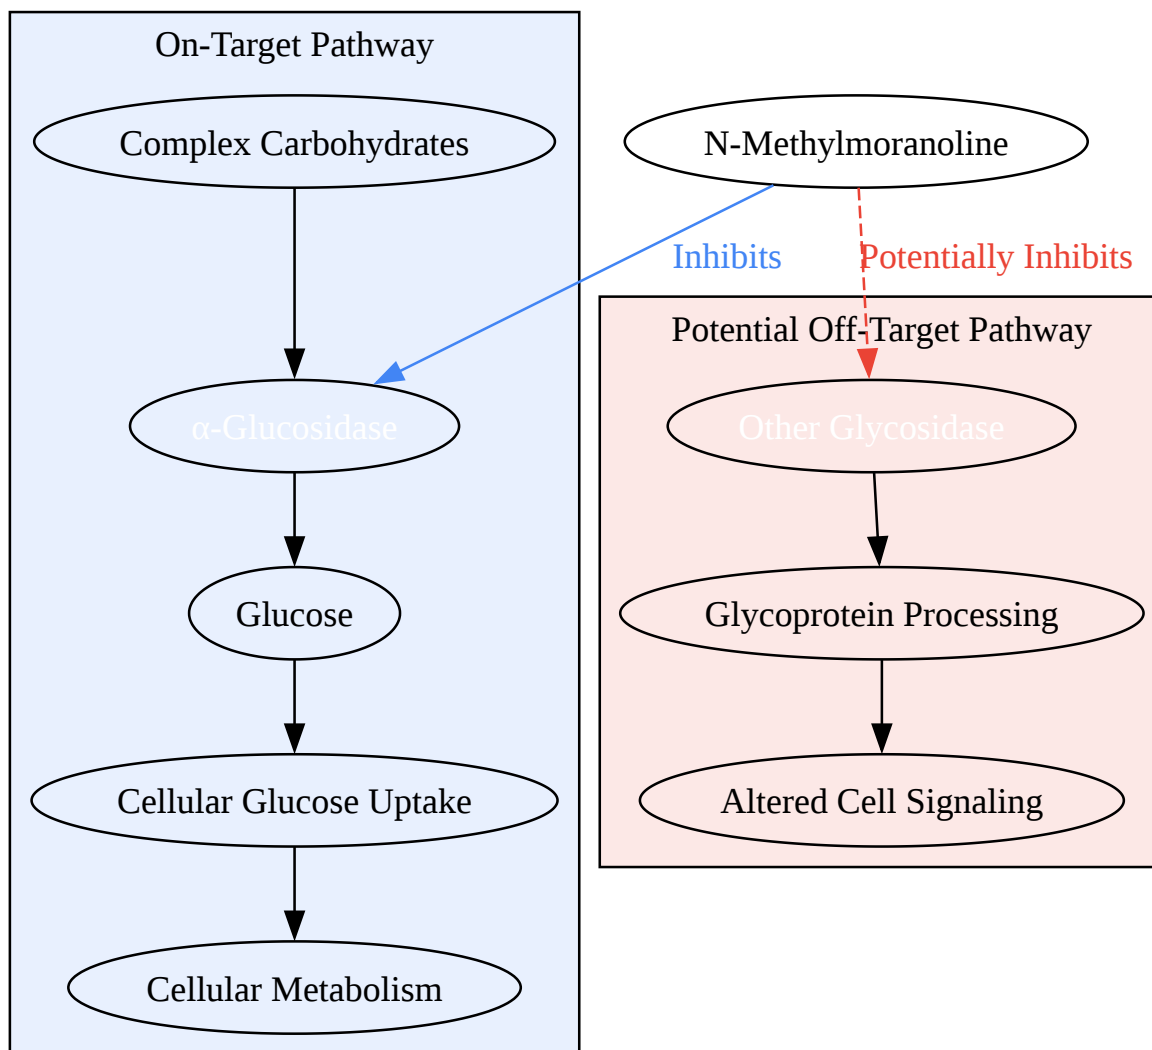 On-Target Pathway
Complex Carbohydrates
N-Methylmoranoline
Inhibits
Potentially Inhibits
Potential Off-Target Pathway
α-Glucosidase
Other Glycosidase
Glucose
Glycoprotein Processing
Cellular Glucose Uptake
Altered Cell Signaling
Cellular Metabolism